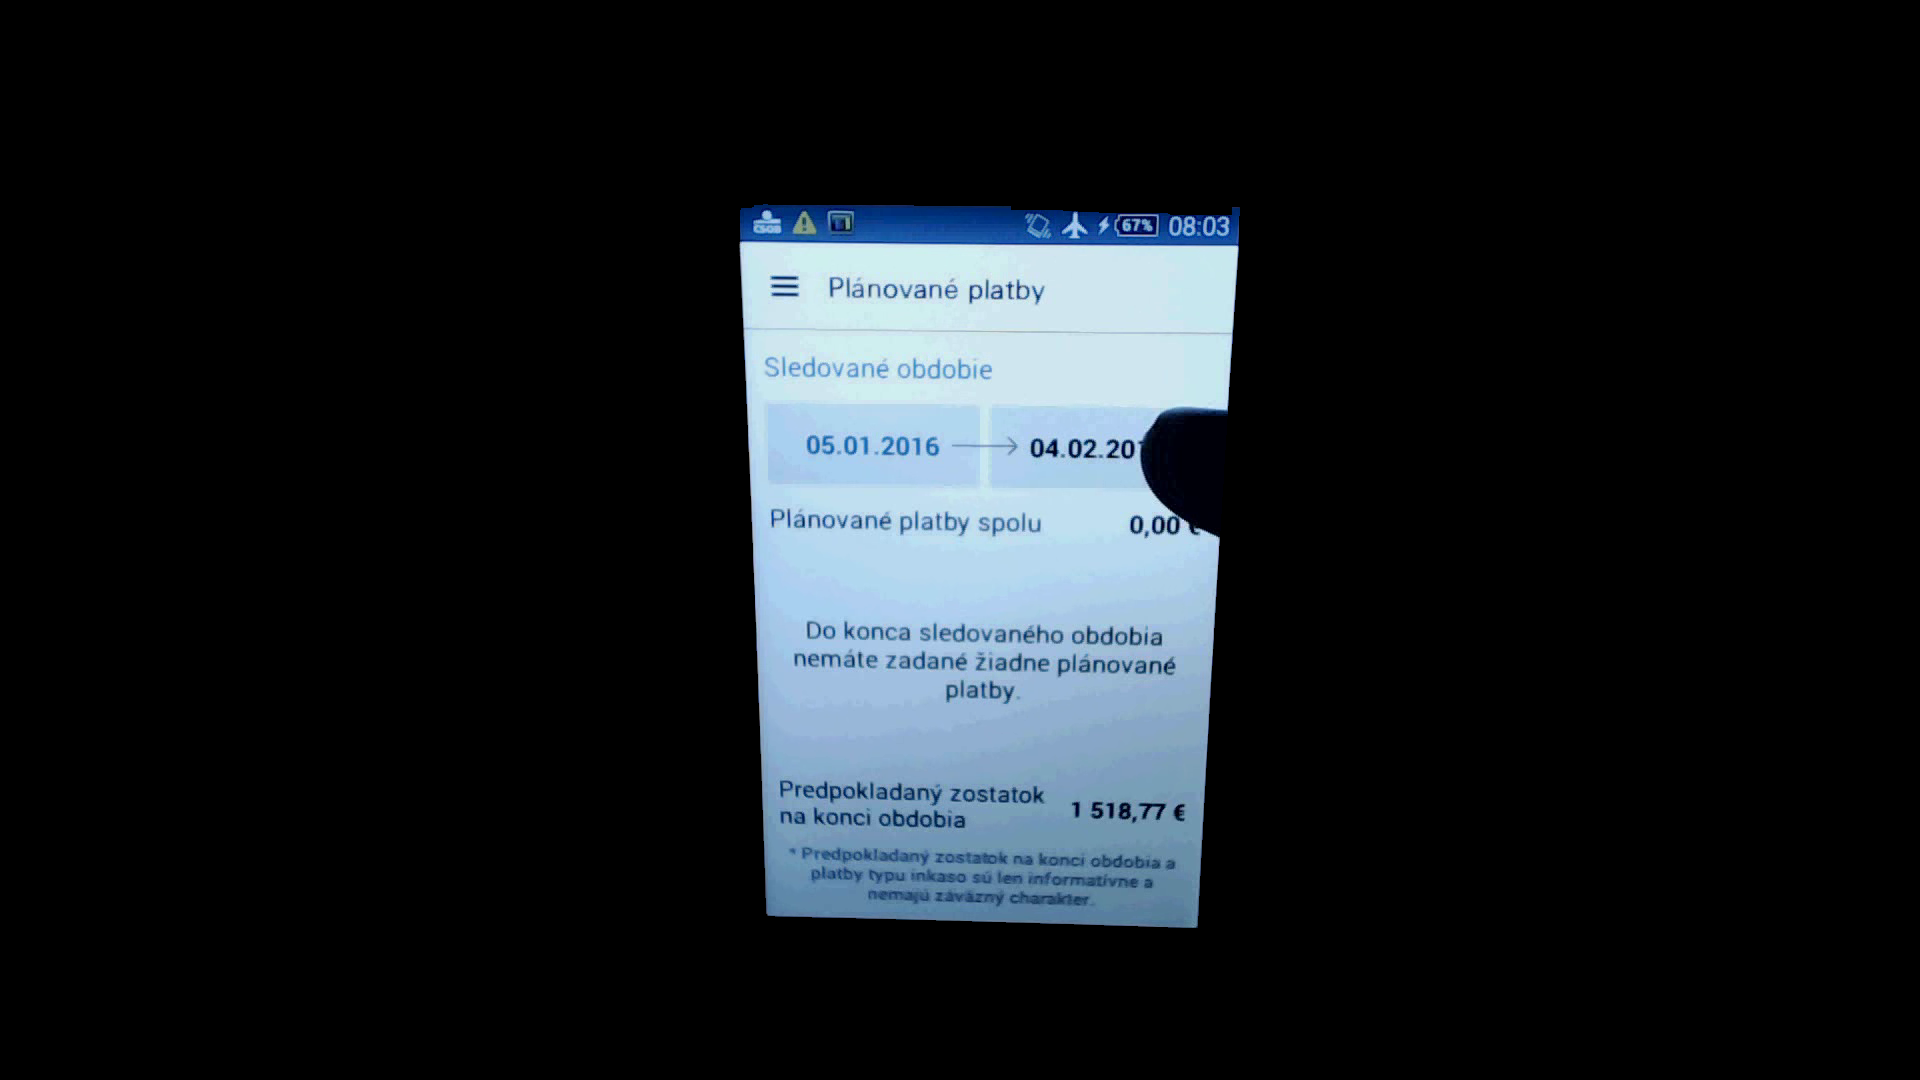 ČSOB
67% 08:03
Plánované platby
Sledované obdobie
05.01.2016 → 04.02.20
Plánované platby spolu 0,00 €
Do konca sledovaného obdobia
nemáte zadané žiadne plánované
platby.
Predpokladaný zostatok
na konci obdobia
1 518,77 €
* Predpokladaný zostatok na konci obdobia a
platby typu inkaso sú len informatívne a
nemajú záväzný charakter.